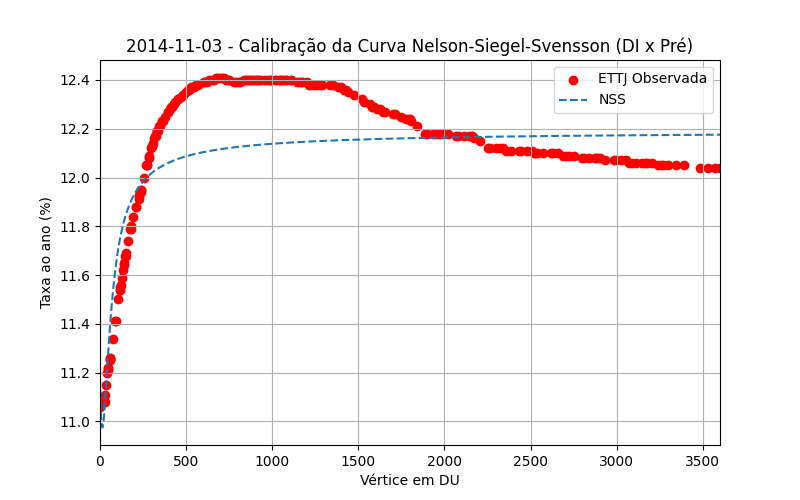 2014-11-03 - Calibração da Curva Nelson-Siegel-Svensson (DI x Pré)
ETTJ Observada
NSS
Taxa ao ano (%)
12.4
12.2
12.0
11.8
11.6
11.4
11.2
11.0
0 500 1000 1500 2000 2500 3000 3500
Vértice em DU